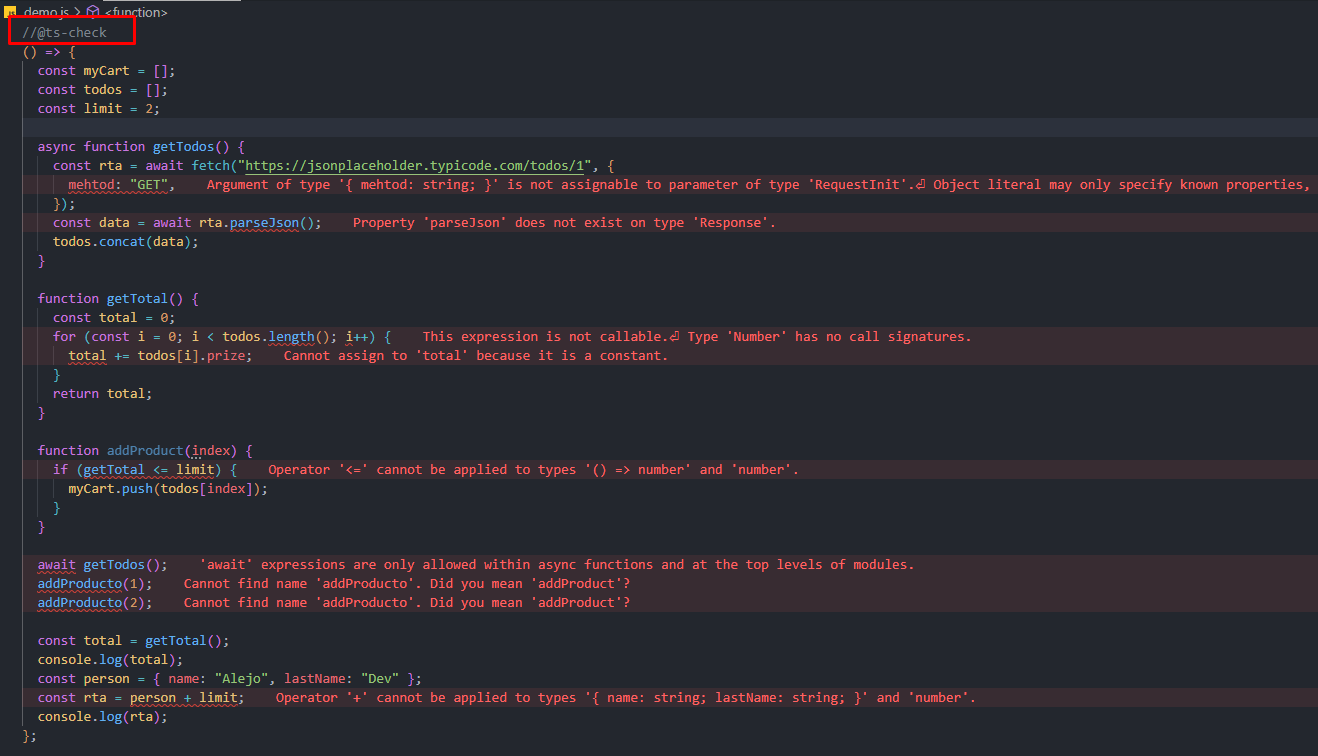 demo.js > <function>
//@ts-check
() => {
const myCart = [];
const todos = [];
const limit = 2;
async function getTodos() {
const rta = await fetch("https://jsonplaceholder.typicode.com/todos/1", {
mehtod: "GET", Argument of type '{ mehtod: string; }' is not assignable to parameter of type 'RequestInit'.⏎ Object literal may only specify known properties,
});
const data = await rta.parseJson(); Property 'parseJson' does not exist on type 'Response'.
todos.concat(data);
}
function getTotal() {
const total = 0;
for (const i = 0; i < todos.length(); i++) { This expression is not callable.⏎ Type 'Number' has no call signatures.
total += todos[i].prize; Cannot assign to 'total' because it is a constant.
}
return total;
}
function addProduct(index) {
if (getTotal <= limit) { Operator '<=' cannot be applied to types '() => number' and 'number'.
myCart.push(todos[index]);
}
}
await getTodos(); 'await' expressions are only allowed within async functions and at the top levels of modules.
addProducto(1); Cannot find name 'addProducto'. Did you mean 'addProduct'?
addProducto(2); Cannot find name 'addProducto'. Did you mean 'addProduct'?
const total = getTotal();
console.log(total);
const person = { name: "Alejo", lastName: "Dev" };
const rta = person + limit; Operator '+' cannot be applied to types '{ name: string; lastName: string; }' and 'number'.
console.log(rta);
};